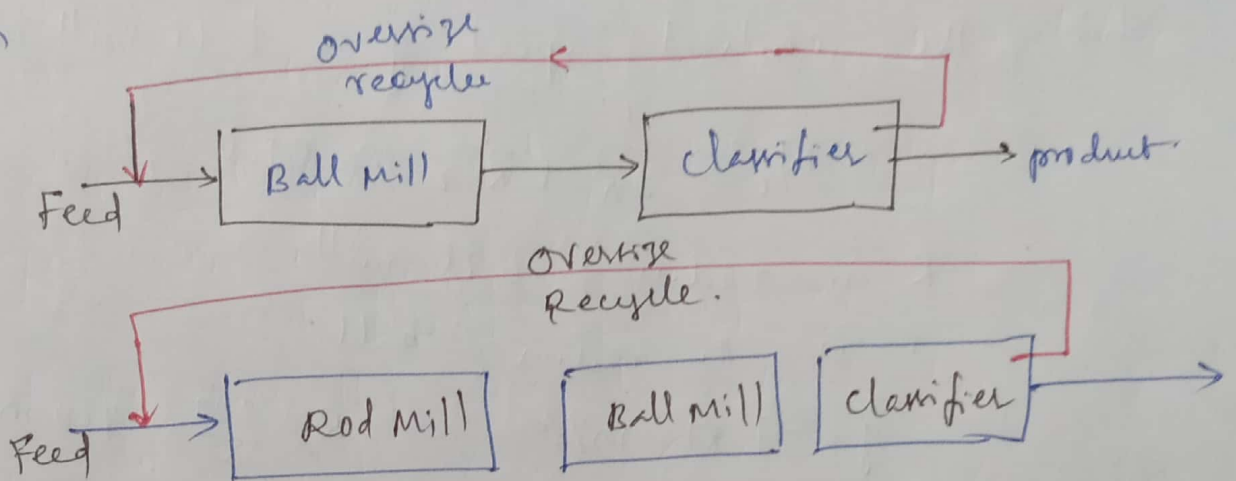 Oversize
recycle
Ball Mill
Classifier
product.
Feed
Oversize
Recycle.
Rod Mill
Ball Mill
Classifier
Feed